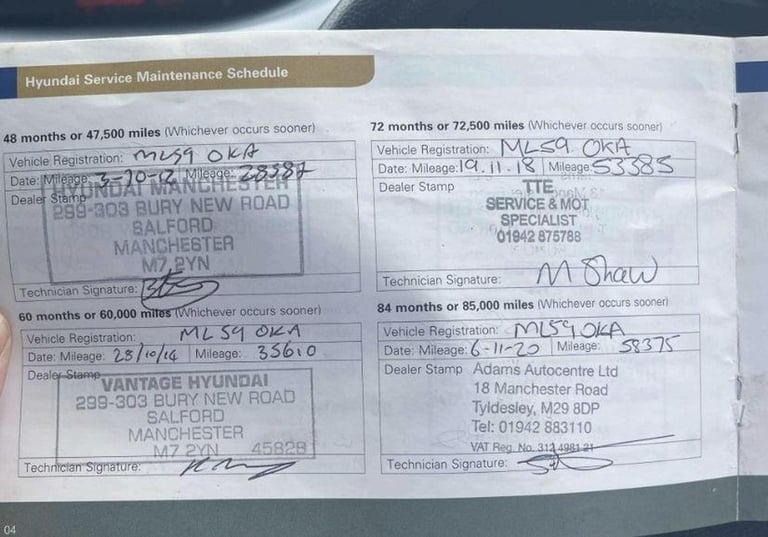 Hyundai Service Maintenance Schedule
48 months or 47,500 miles (Whichever occurs sooner)
Vehicle Registration: ML59 OKA
Date: Mileage: 3-10-12 Mileage: 28387
Dealer Stamp
HYUNDAI MANCHESTER
299-303 BURY NEW ROAD
SALFORD
MANCHESTER
M7 2YN
Technician Signature:
60 months or 60,000 miles (Whichever occurs sooner)
Vehicle Registration: ML59 OKA
Date: Mileage: 28/10/14 Mileage: 35610
Dealer Stamp
VANTAGE HYUNDAI
299-303 BURY NEW ROAD
SALFORD
MANCHESTER
M7 2YN 45828
Technician Signature:
72 months or 72,500 miles (Whichever occurs sooner)
Vehicle Registration: ML59 OKA
Date: Mileage: 19.11.18 Mileage: 53385
Dealer Stamp
TTE
SERVICE & MOT
SPECIALIST
01942 875788
Technician Signature: M Shaw
84 months or 85,000 miles (Whichever occurs sooner)
Vehicle Registration: ML59 OKA
Date: Mileage: 6-11-20 Mileage: 58375
Dealer Stamp Adams Autocentre Ltd
18 Manchester Road
Tyldesley, M29 8DP
Tel: 01942 883110
VAT Reg. No. 312 4981 21
Technician Signature:
04